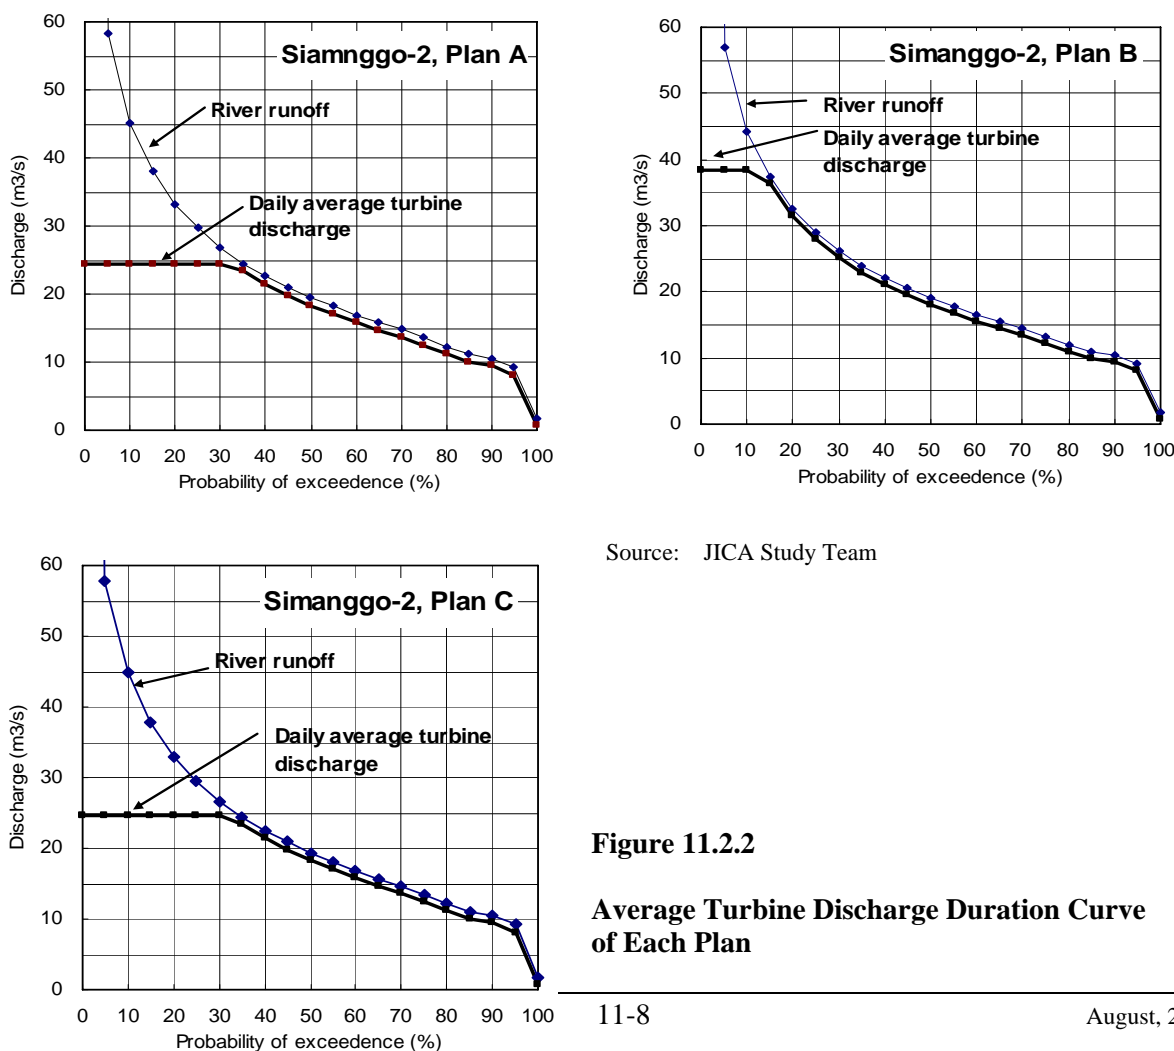 Siamnggo-2, Plan A
River runoff
Daily average turbine
discharge
Discharge (m3/s)
60
50
40
30
20
10
0
0 10 20 30 40 50 60 70 80 90 100
Probability of exceedence (%)
Simanggo-2, Plan B
River runoff
Daily average turbine
discharge
Discharge (m3/s)
60
50
40
30
20
10
0
0 10 20 30 40 50 60 70 80 90 100
Probability of exceedence (%)
Simanggo-2, Plan C
River runoff
Daily average turbine
discharge
Discharge (m3/s)
60
50
40
30
20
10
0
0 10 20 30 40 50 60 70 80 90 100
Probability of exceedence (%)
Source: JICA Study Team
Figure 11.2.2
Average Turbine Discharge Duration Curve
of Each Plan
11-8 August, 2